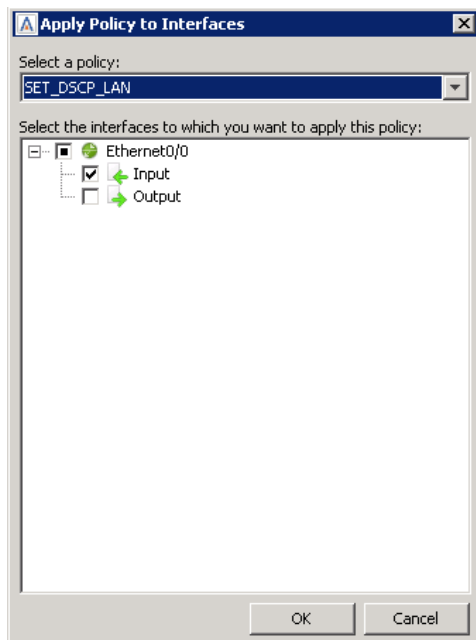 Apply Policy to Interfaces
Select a policy:
SET_DSCP_LAN
Select the interfaces to which you want to apply this policy:
Ethernet0/0
Input
Output
OK Cancel